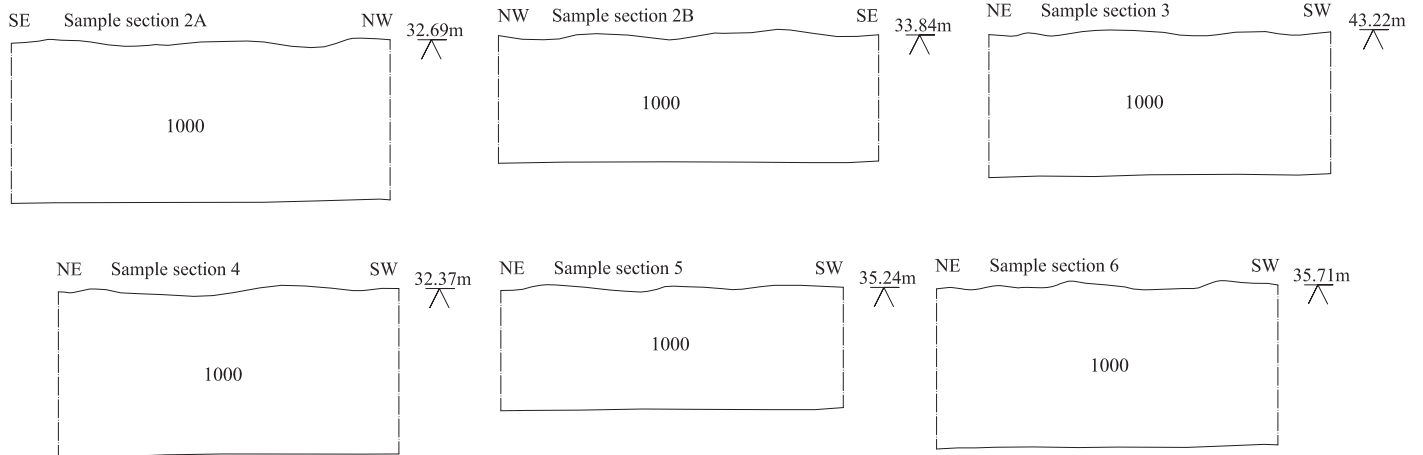 SE Sample section 2A NW 32.69m
1000
NW Sample section 2B SE 33.84m
1000
NE Sample section 3 SW 43.22m
1000
NE Sample section 4 SW 32.37m
1000
NE Sample section 5 SW 35.24m
1000
NE Sample section 6 SW 35.71m
1000